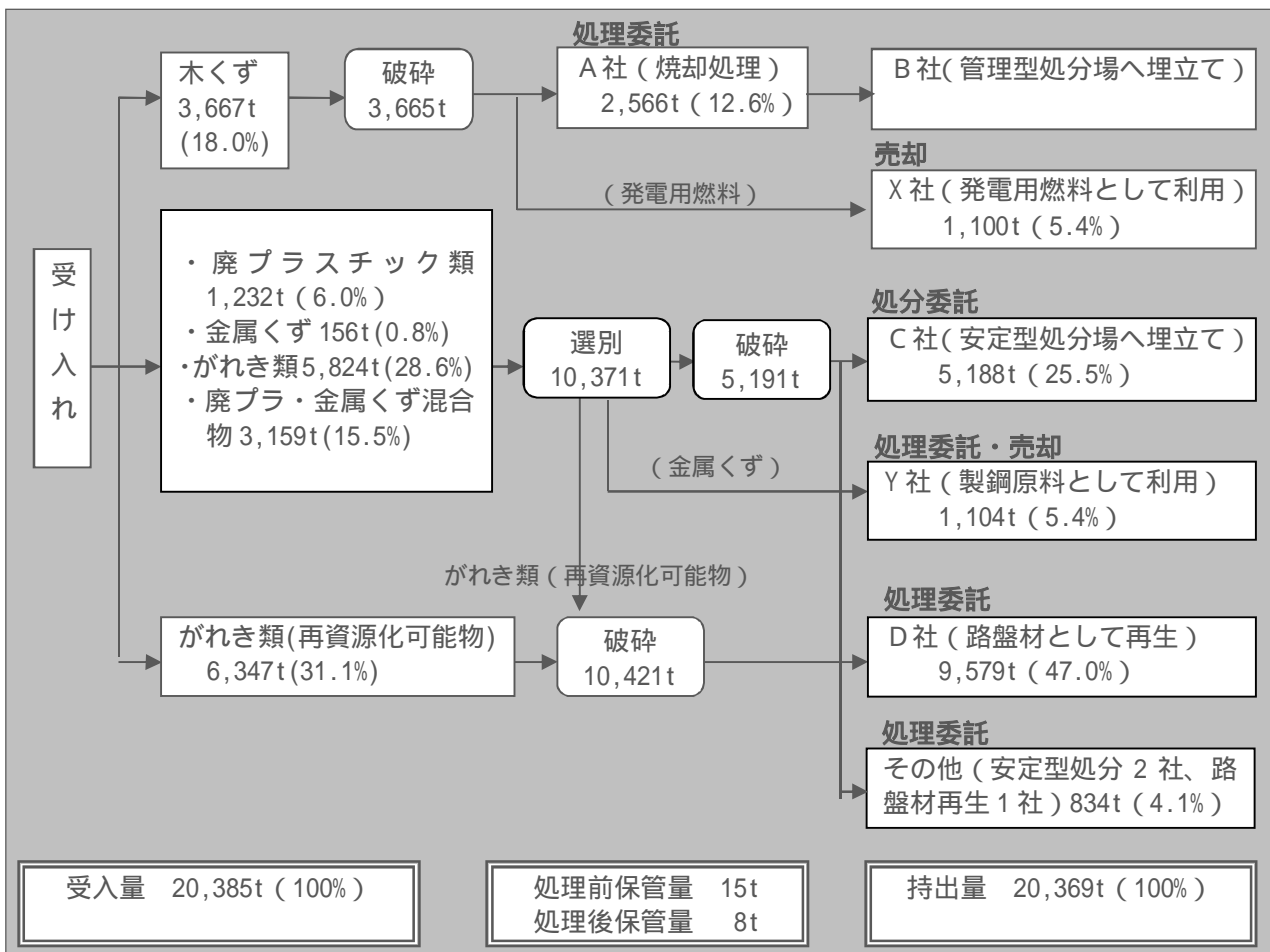 処理委託
木くず
3,667t
(18.0%)
破砕
3,665t
A社（焼却処理）
2,566t（12.6%）
B社(管理型処分場へ埋立て)
売却
（発電用燃料）
X社（発電用燃料として利用）
1,100t（5.4%）
受け入れ
・廃プラスチック類
1,232t（6.0%）
・金属くず 156t(0.8%)
・がれき類5,824t(28.6%)
・廃プラ・金属くず混合
物 3,159t(15.5%)
選別
10,371t
破砕
5,191t
処分委託
C社(安定型処分場へ埋立て)
5,188t（25.5%）
処理委託・売却
（金属くず）
Y社（製鋼原料として利用）
1,104t（5.4%）
がれき類（再資源化可能物）
がれき類(再資源化可能物)
6,347t(31.1%)
破砕
10,421t
処理委託
D社（路盤材として再生）
9,579t（47.0%）
処理委託
その他（安定型処分 2 社、路
盤材再生1社）834t（4.1%）
受入量　20,385t（100%）
処理前保管量　15t
処理後保管量　8t
持出量　20,369t（100%）